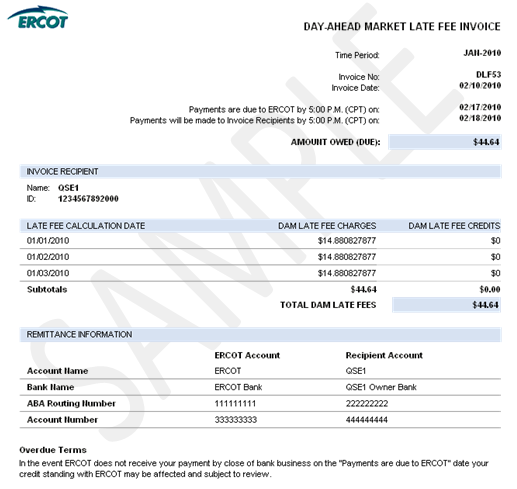 ERCOT
DAY-AHEAD MARKET LATE FEE INVOICE
Time Period: JAN-2010
Invoice No: DLF53
Invoice Date: 02/10/2010
Payments are due to ERCOT by 5:00 P.M. (CPT) on: 02/17/2010
Payments will be made to Invoice Recipients by 5:00 P.M. (CPT) on: 02/18/2010
AMOUNT OWED (DUE): $44.64
INVOICE RECIPIENT
Name: QSE1
ID: 1234567892000
LATE FEE CALCULATION DATE DAM LATE FEE CHARGES DAM LATE FEE CREDITS
01/01/2010 $14.880827877 $0
01/02/2010 $14.880827877 $0
01/03/2010 $14.880827877 $0
Subtotals $44.64 $0.00
TOTAL DAM LATE FEES $44.64
REMITTANCE INFORMATION
ERCOT Account Recipient Account
Account Name ERCOT QSE1
Bank Name ERCOT Bank QSE1 Owner Bank
ABA Routing Number 111111111 222222222
Account Number 333333333 444444444
Overdue Terms
In the event ERCOT does not receive your payment by close of bank business on the "Payments are due to ERCOT" date your
credit standing with ERCOT may be affected and subject to review.
SAMPLE